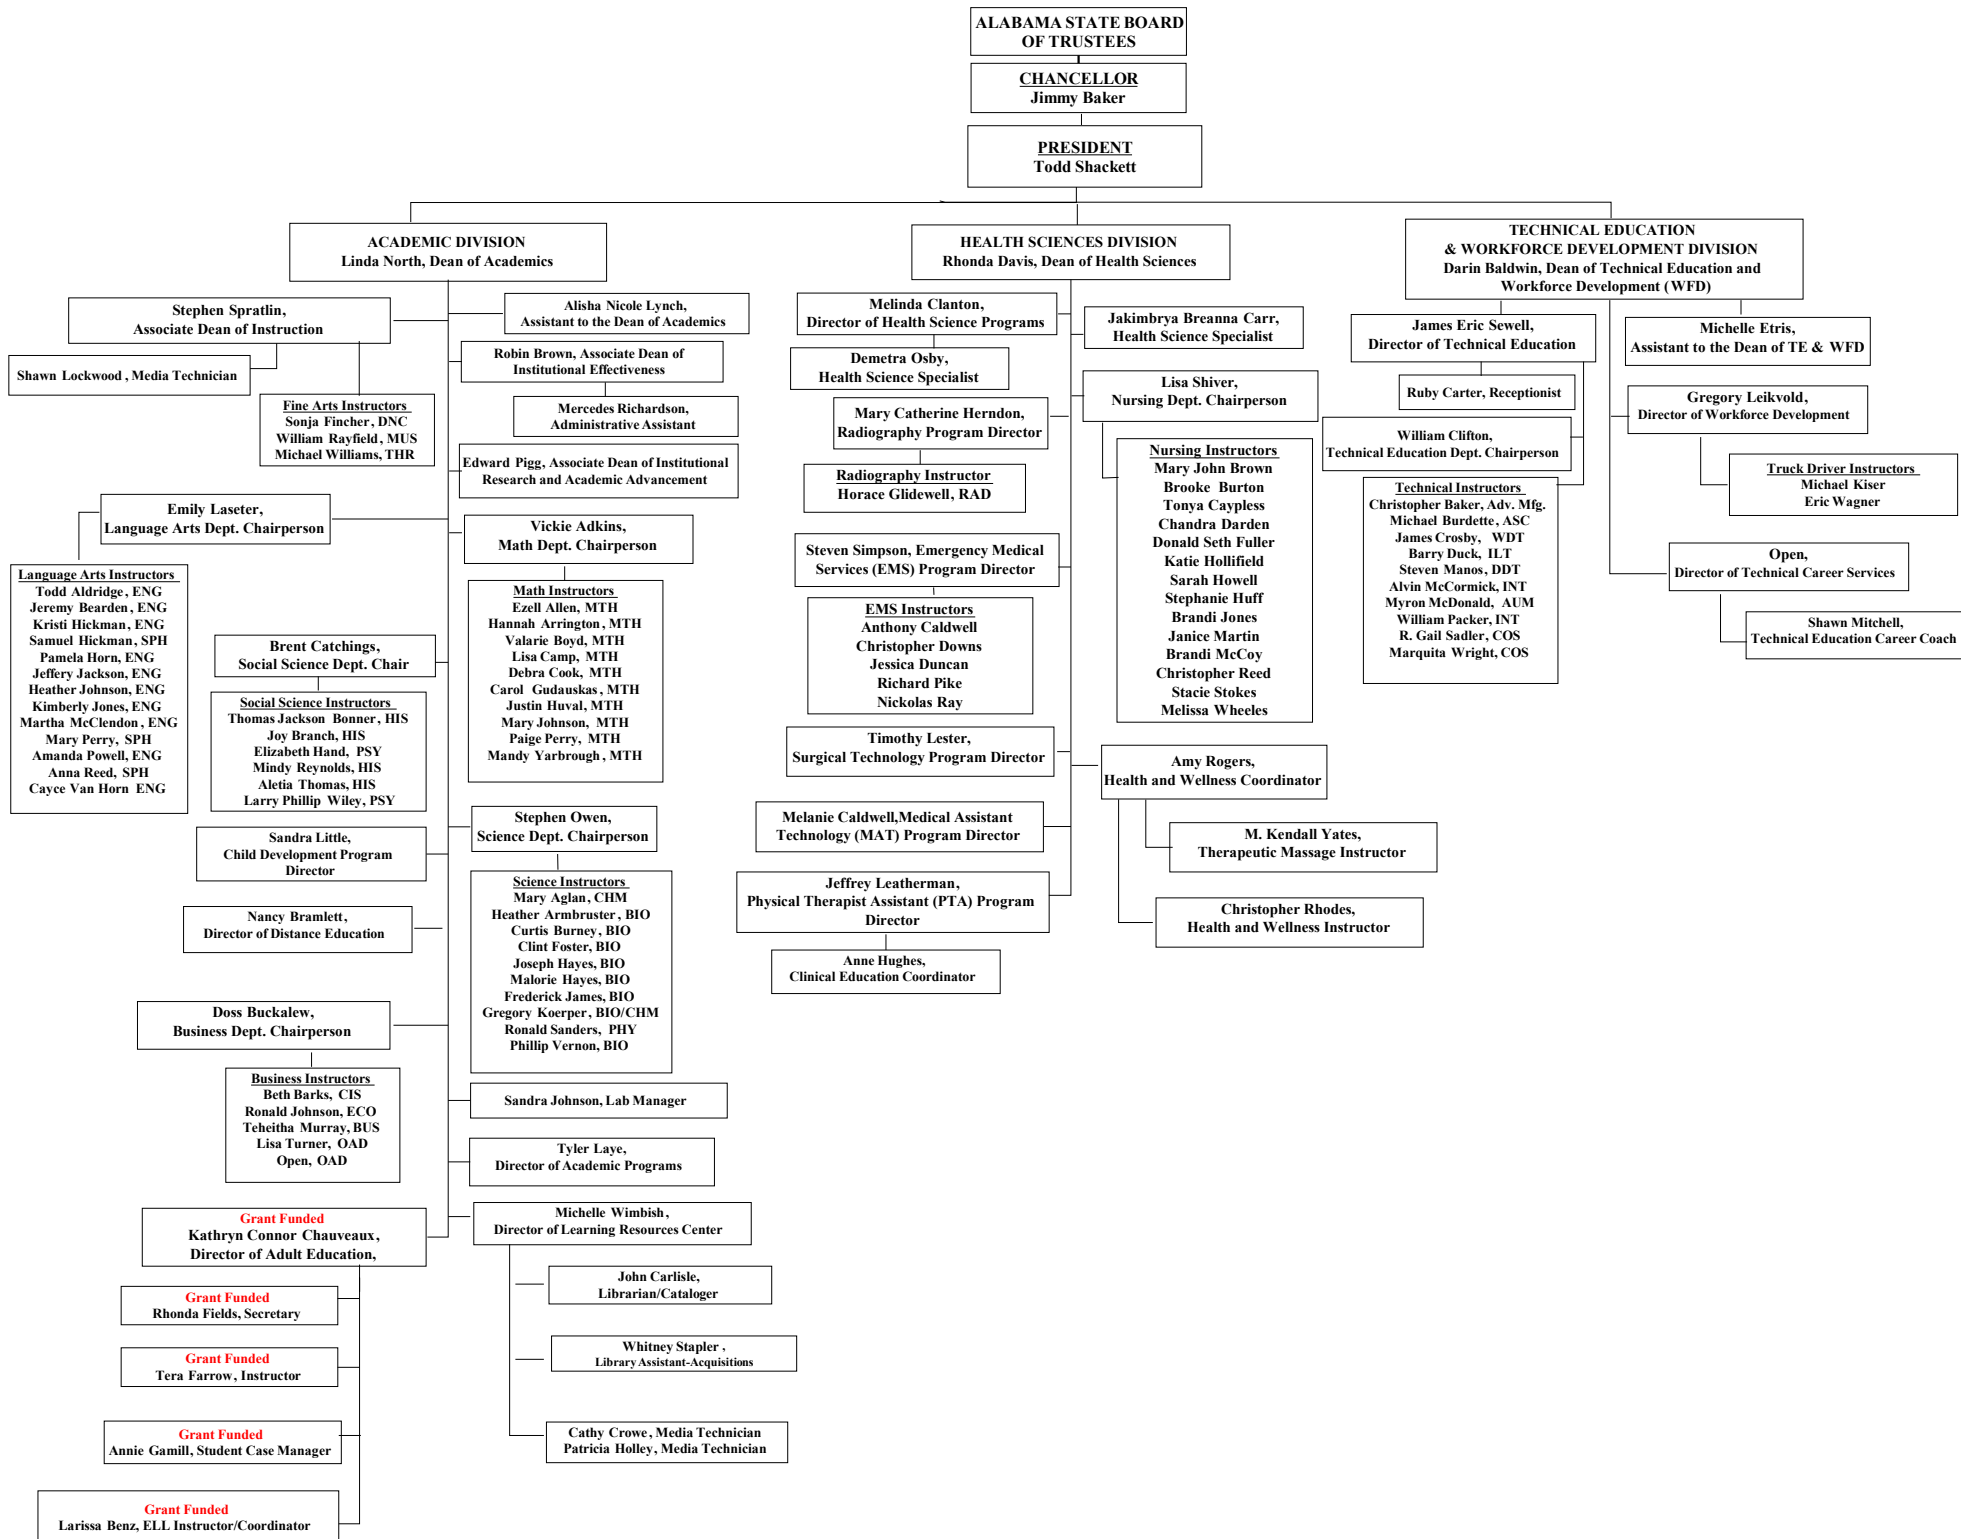 ALABAMA STATE BOARD
OF TRUSTEES
CHANCELLOR
Jimmy Baker
PRESIDENT
Todd Shackett
ACADEMIC DIVISION
Linda North, Dean of Academics
Stephen Spratlin,
Associate Dean of Instruction
Shawn Lockwood, Media Technician
Fine Arts Instructors
Sonja Fincher, DNC
William Rayfield, MUS
Michael Williams, THR
Alisha Nicole Lynch,
Assistant to the Dean of Academics
Robin Brown, Associate Dean of
Institutional Effectiveness
Mercedes Richardson,
Administrative Assistant
Edward Pigg, Associate Dean of Institutional
Research and Academic Advancement
Emily Laseter,
Language Arts Dept. Chairperson
Language Arts Instructors
Todd Aldridge, ENG
Jeremy Bearden, ENG
Kristi Hickman, ENG
Samuel Hickman, SPH
Pamela Horn, ENG
Jeffery Jackson, ENG
Heather Johnson, ENG
Kimberly Jones, ENG
Martha McClendon, ENG
Mary Perry, SPH
Amanda Powell, ENG
Anna Reed, SPH
Cayce Van Horn ENG
Vickie Adkins,
Math Dept. Chairperson
Math Instructors
Ezell Allen, MTH
Hannah Arrington, MTH
Valarie Boyd, MTH
Lisa Camp, MTH
Debra Cook, MTH
Carol Gudauskas, MTH
Justin Huval, MTH
Mary Johnson, MTH
Paige Perry, MTH
Mandy Yarbrough, MTH
Brent Catchings,
Social Science Dept. Chair
Social Science Instructors
Thomas Jackson Bonner, HIS
Joy Branch, HIS
Elizabeth Hand, PSY
Mindy Reynolds, HIS
Aletia Thomas, HIS
Larry Phillip Wiley, PSY
Stephen Owen,
Science Dept. Chairperson
Science Instructors
Mary Aglan, CHM
Heather Armbruster, BIO
Curtis Burney, BIO
Clint Foster, BIO
Joseph Hayes, BIO
Malorie Hayes, BIO
Frederick James, BIO
Gregory Koerper, BIO/CHM
Ronald Sanders, PHY
Phillip Vernon, BIO
Sandra Little,
Child Development Program
Director
Nancy Bramlett,
Director of Distance Education
Doss Buckalew,
Business Dept. Chairperson
Business Instructors
Beth Barks, CIS
Ronald Johnson, ECO
Teheitha Murray, BUS
Lisa Turner, OAD
Open, OAD
Sandra Johnson, Lab Manager
Tyler Laye,
Director of Academic Programs
Michelle Wimbish,
Director of Learning Resources Center
John Carlisle,
Librarian/Cataloger
Whitney Stapler,
Library Assistant-Acquisitions
Cathy Crowe, Media Technician
Patricia Holley, Media Technician
Grant Funded
Kathryn Connor Chauveaux,
Director of Adult Education,
Grant Funded
Rhonda Fields, Secretary
Grant Funded
Tera Farrow, Instructor
Grant Funded
Annie Gamill, Student Case Manager
Grant Funded
Larissa Benz, ELL Instructor/Coordinator
HEALTH SCIENCES DIVISION
Rhonda Davis, Dean of Health Sciences
Melinda Clanton,
Director of Health Science Programs
Demetra Osby,
Health Science Specialist
Jakimbrya Breanna Carr,
Health Science Specialist
Lisa Shiver,
Nursing Dept. Chairperson
Nursing Instructors
Mary John Brown
Brooke Burton
Tonya Caypless
Chandra Darden
Donald Seth Fuller
Katie Hollifield
Sarah Howell
Stephanie Huff
Brandi Jones
Janice Martin
Brandi McCoy
Christopher Reed
Stacie Stokes
Melissa Wheeles
Mary Catherine Herndon,
Radiography Program Director
Radiography Instructor
Horace Glidewell, RAD
Steven Simpson, Emergency Medical
Services (EMS) Program Director
EMS Instructors
Anthony Caldwell
Christopher Downs
Jessica Duncan
Richard Pike
Nickolas Ray
Timothy Lester,
Surgical Technology Program Director
Amy Rogers,
Health and Wellness Coordinator
M. Kendall Yates,
Therapeutic Massage Instructor
Christopher Rhodes,
Health and Wellness Instructor
Melanie Caldwell,Medical Assistant
Technology (MAT) Program Director
Jeffrey Leatherman,
Physical Therapist Assistant (PTA) Program
Director
Anne Hughes,
Clinical Education Coordinator
TECHNICAL EDUCATION
& WORKFORCE DEVELOPMENT DIVISION
Darin Baldwin, Dean of Technical Education and
Workforce Development (WFD)
James Eric Sewell,
Director of Technical Education
Ruby Carter, Receptionist
William Clifton,
Technical Education Dept. Chairperson
Technical Instructors
Christopher Baker, Adv. Mfg.
Michael Burdette, ASC
James Crosby, WDT
Barry Duck, ILT
Steven Manos, DDT
Alvin McCormick, INT
Myron McDonald, AUM
William Packer, INT
R. Gail Sadler, COS
Marquita Wright, COS
Michelle Etris,
Assistant to the Dean of TE & WFD
Gregory Leikvold,
Director of Workforce Development
Truck Driver Instructors
Michael Kiser
Eric Wagner
Open,
Director of Technical Career Services
Shawn Mitchell,
Technical Education Career Coach